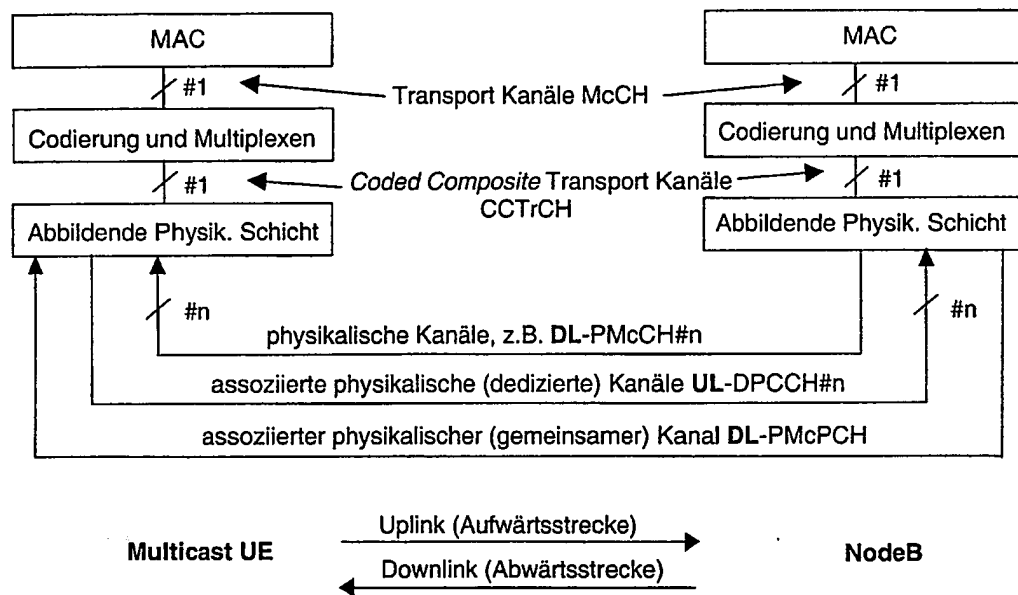 MAC
MAC
#1
#1
Transport Kanäle McCH
Codierung und Multiplexen
Codierung und Multiplexen
#1
#1
Coded Composite Transport Kanäle
CCTrCH
Abbildende Physik. Schicht
Abbildende Physik. Schicht
#n
#n
physikalische Kanäle, z.B. DL-PMcCH#n
assoziierte physikalische (dedizierte) Kanäle UL-DPCCH#n
assoziierter physikalischer (gemeinsamer) Kanal DL-PMcPCH
Uplink (Aufwärtsstrecke)
Multicast UE
NodeB
Downlink (Abwärtsstrecke)